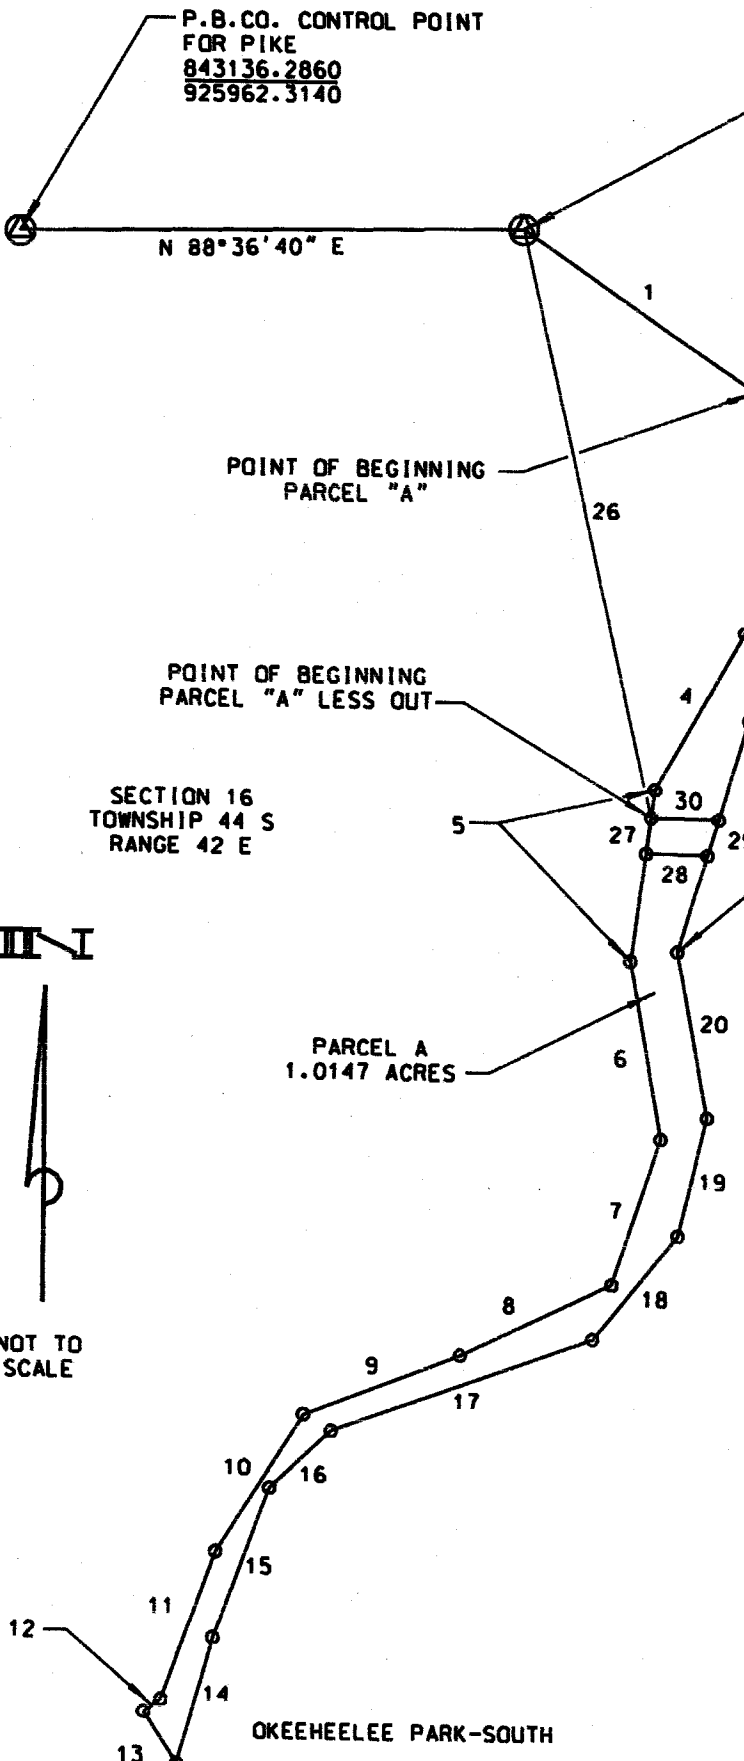 P.B.CO. CONTROL POINT
FOR PIKE
843136.2860
925962.3140
N 88°36'40" E
1
POINT OF BEGINNING
PARCEL "A"
26
POINT OF BEGINNING
PARCEL "A" LESS OUT
4
SECTION 16
TOWNSHIP 44 S
RANGE 42 E
30
5
27
29
28
III I
20
PARCEL A
1.0147 ACRES
6
19
7
18
8
NOT TO
SCALE
9
17
10
16
15
11
12
14
OKEEHEELEE PARK-SOUTH
13